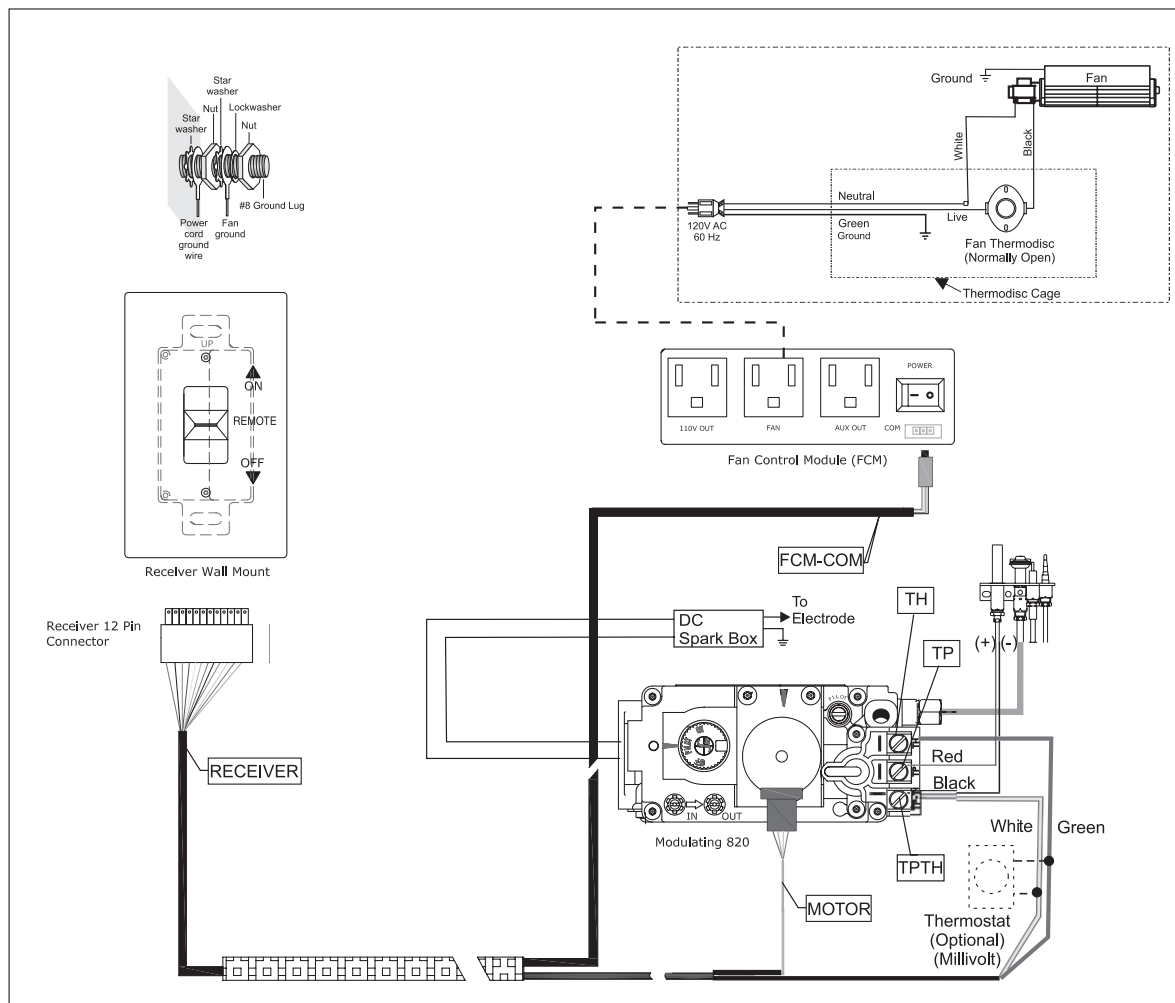 Star
washer
Nut
Lockwasher
Star
washer
Nut
#8 Ground Lug
Power
cord
ground
wire
Fan
ground
Ground
Fan
White
Black
Neutral
Live
Green
Ground
120V AC
60 Hz
Fan Thermodisc
(Normally Open)
Thermodisc Cage
UP
ON
REMOTE
OFF
Receiver Wall Mount
POWER
110V OUT
FAN
AUX OUT
COM
Fan Control Module (FCM)
FCM-COM
Receiver 12 Pin
Connector
DC
Spark Box
To
Electrode
TH
TP
(+)
(-)
PILOT
RECEIVER
Red
Black
IN
OUT
Modulating 820
White
Green
TPTH
MOTOR
Thermostat
(Optional)
(Millivolt)